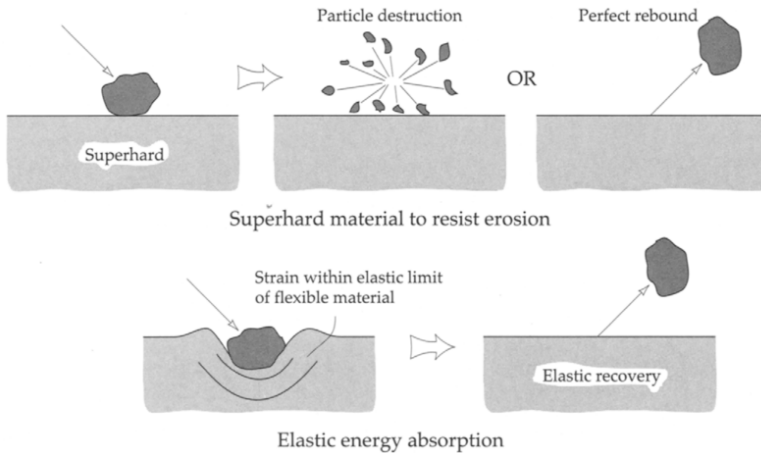 Particle destruction
Perfect rebound
OR
Superhard
Superhard material to resist erosion
Strain within elastic limit
of flexible material
Elastic recovery
Elastic energy absorption